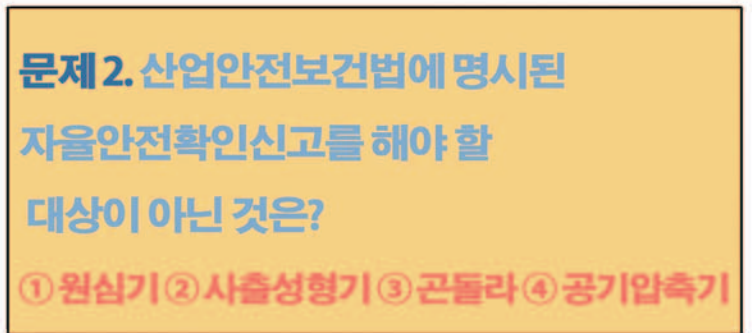 문제 2. 산업안전보건법에 명시된
자율안전확인신고를 해야 할
대상이 아닌 것은?
① 원심기 ② 사출성형기 ③ 곤돌라 ④ 공기압축기